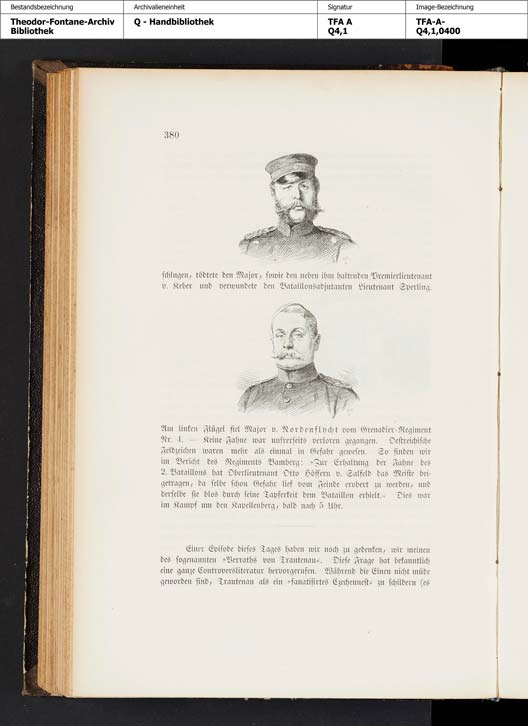 Bestandsbezeichnung
Theodor-Fontane-Archiv
Bibliothek
Archivalieneinheit
Q - Handbibliothek
Signatur
TFA A
Q4,1
Image-Bezeichnung
TFA-A-
Q4,1,0400
380
schlugen, tödtete den Major, sowie den neben ihm haltenden Premierlieutenant
v. Keber und verwundete den Bataillonsadjutanten Lieutenant Sperling.
Am linken Flügel fiel Major v. Nordenflycht vom Grenadier-Regiment
Nr. 4. — Keine Fahne war unsrerseits verloren gegangen. Oestreichische
Feldzeichen waren mehr als einmal in Gefahr gewesen. So finden wir
im Bericht des Regiments Bamberg: »Zur Erhaltung der Fahne des
2. Bataillons hat Oberlieutenant Otto Höffern v. Salfeld das Meiste bei-
getragen, da selbe schon Gefahr lief vom Feinde erobert zu werden, und
derselbe sie blos durch seine Tapferkeit dem Bataillon erhielt.« Dies war
im Kampf um den Kapellenberg, bald nach 5 Uhr.
Einer Episode dieses Tages haben wir noch zu gedenken, wir meinen
des sogenannten »Verraths von Trautenau«. Diese Frage hat bekanntlich
eine ganze Controversliteratur hervorgerufen. Während die Einen nicht müde
geworden sind, Trautenau als ein »fanatisirtes Czechennest« zu schildern (es